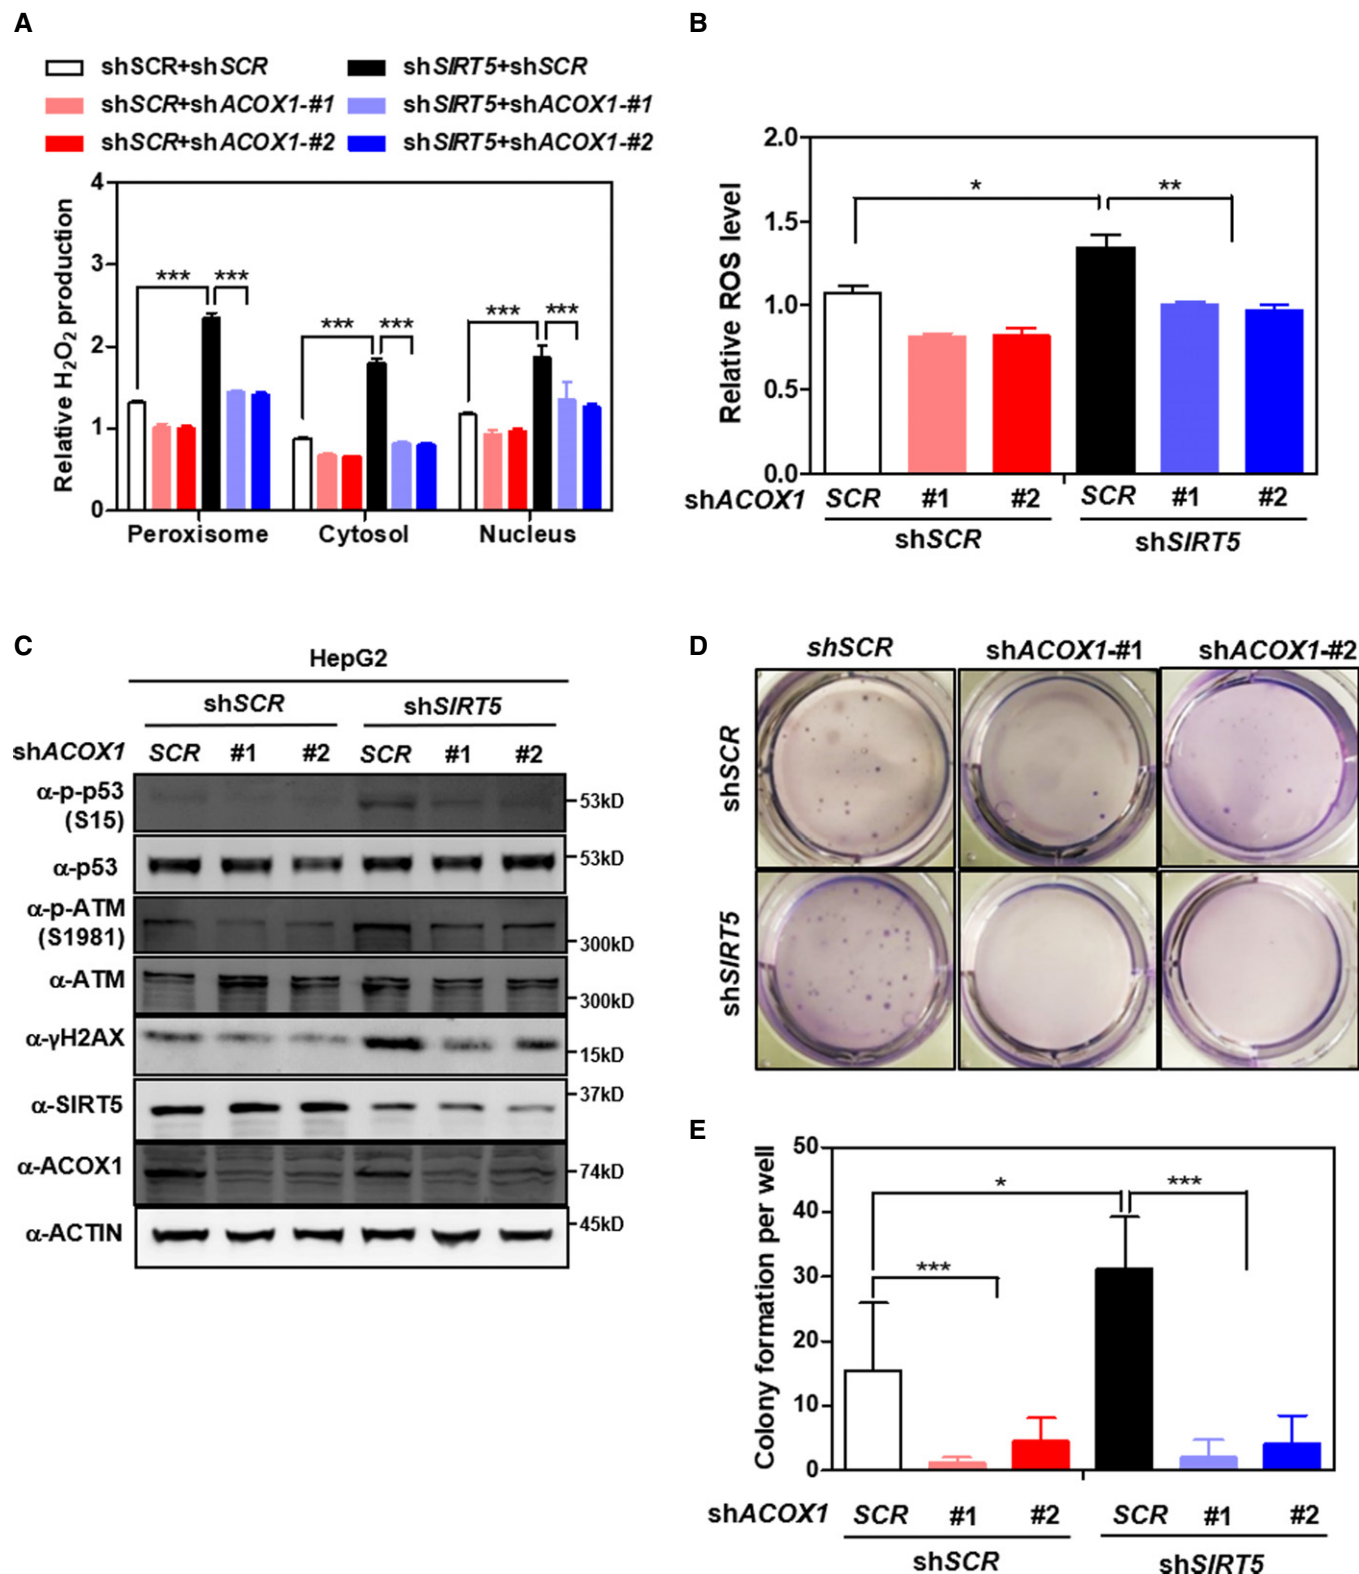 A
shSCR+shSCR
shSIRT5+shSCR
shSCR+shACOX1-#1
shSIRT5+shACOX1-#1
shSCR+shACOX1-#2
shSIRT5+shACOX1-#2
Relative H₂O₂ production
4
3
2
1
0
*** ***
*** ***
*** ***
Peroxisome Cytosol Nucleus
B
Relative ROS level
2.0
1.5
1.0
0.5
0.0
* **
shACOX1 SCR #1 #2 SCR #1 #2
shSCR shSIRT5
C
HepG2
shSCR shSIRT5
shACOX1 SCR #1 #2 SCR #1 #2
α-p-p53
(S15)
53kD
α-p53
53kD
α-p-ATM
(S1981)
300kD
α-ATM
300kD
α-γH2AX
15kD
α-SIRT5
37kD
α-ACOX1
74kD
α-ACTIN
45kD
D
shSCR shACOX1-#1 shACOX1-#2
shSCR
shSIRT5
E
Colony formation per well
50
40
30
20
10
0
* ***
***
shACOX1 SCR #1 #2 SCR #1 #2
shSCR shSIRT5